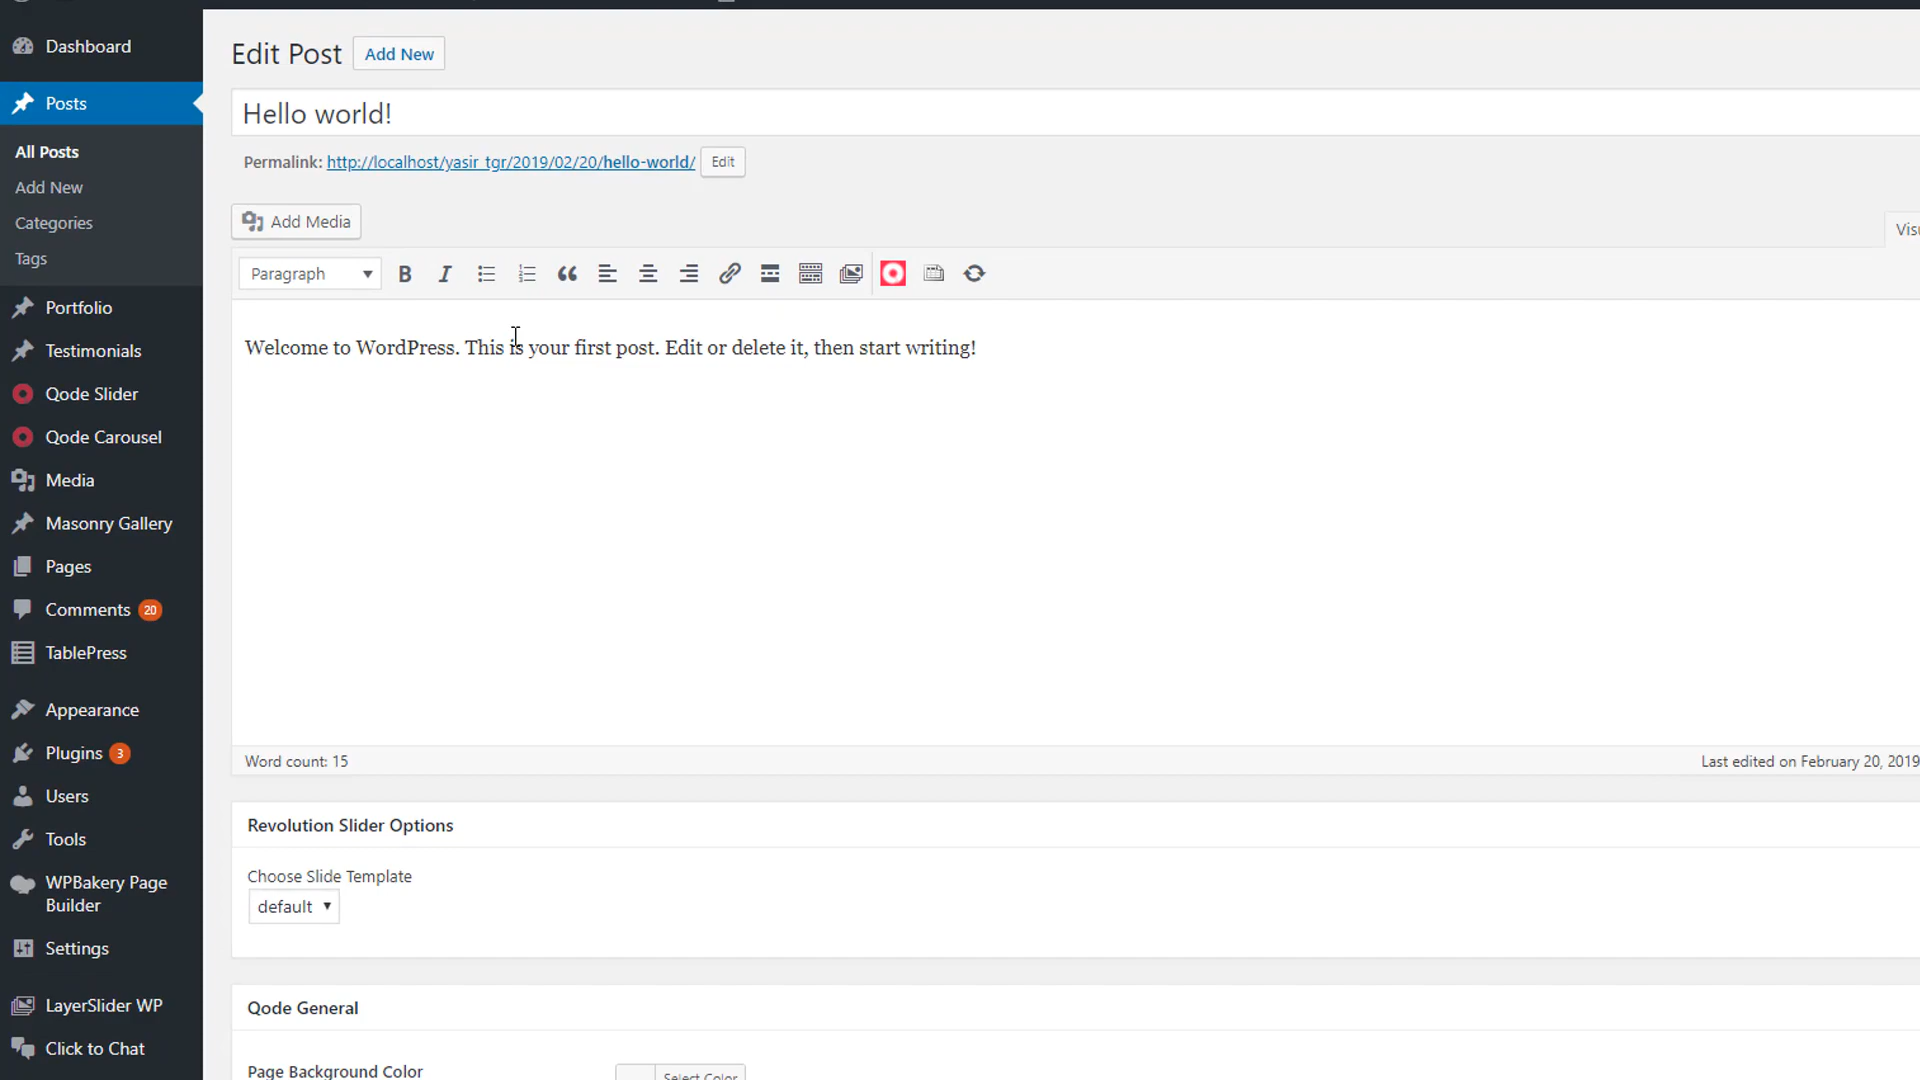 Dashboard
Posts
All Posts
Add New
Categories
Tags
Portfolio
Testimonials
Qode Slider
Qode Carousel
Media
Masonry Gallery
Pages
Comments 20
TablePress
Appearance
Plugins 3
Users
Tools
WPBakery Page
Builder
Settings
LayerSlider WP
Click to Chat
Edit Post Add New
Hello world!
Permalink: http://localhost/yasir_tgr/2019/02/20/hello-world/ Edit
Add Media
Visu
Paragraph
Welcome to WordPress. This is your first post. Edit or delete it, then start writing!
Word count: 15
Last edited on February 20, 2019
Revolution Slider Options
Choose Slide Template
default
Qode General
Page Background Color
Select Color